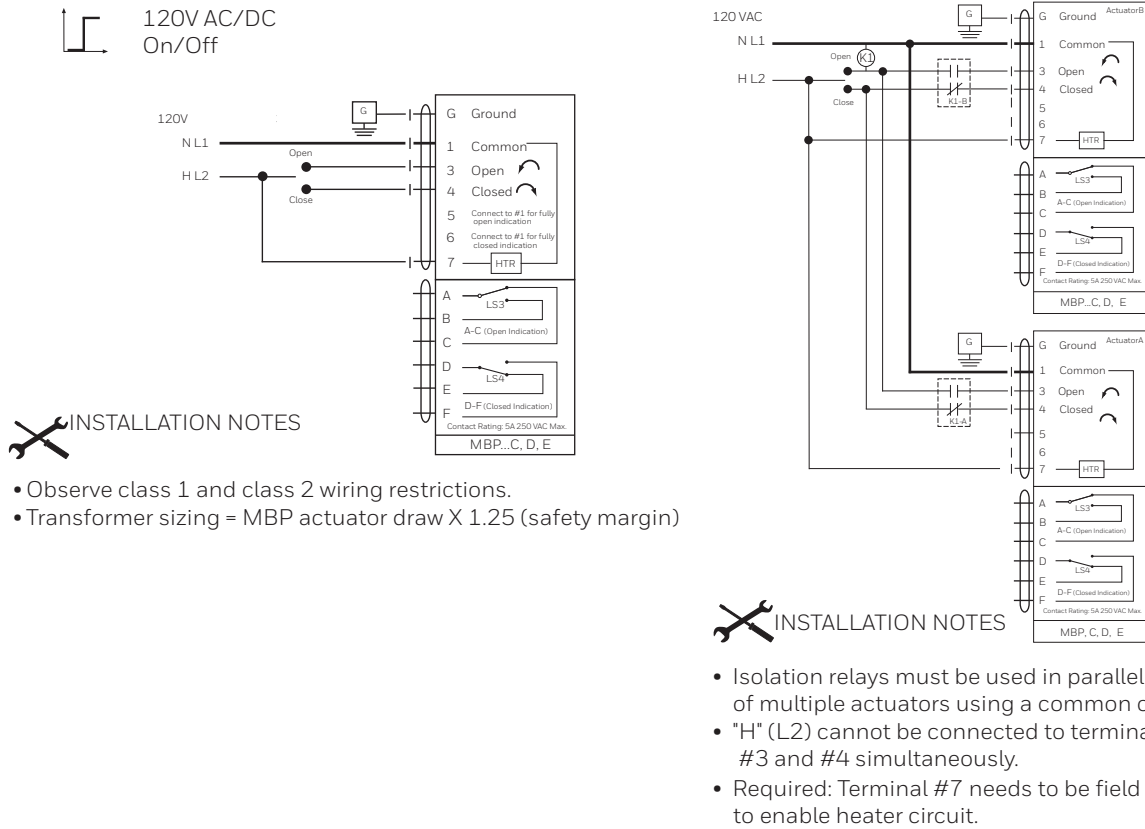 120V AC/DC
On/Off
120V
N L1
H L2
Open
Close
G
G Ground
1 Common
3 Open
4 Closed
5 Connect to #1 for fully
open indication
6 Connect to #1 for fully
closed indication
7 HTR
A
LS3
B
A-C (Open Indication)
C
D
LS4
E
D-F (Closed Indication)
F
Contact Rating: 5A 250 VAC Max.
MBP...C, D, E
INSTALLATION NOTES
• Observe class 1 and class 2 wiring restrictions.
• Transformer sizing = MBP actuator draw X 1.25 (safety margin)
120 VAC
N L1
H L2
Open
K1
Close
K1-B
G
G Ground ActuatorB
1 Common
3 Open
4 Closed
5
6
7 HTR
A
LS3
B
A-C (Open Indication)
C
D
LS4
E
D-F (Closed Indication)
F
Contact Rating: 5A 250 VAC Max.
MBP...C, D, E
G
K1-A
G Ground ActuatorA
1 Common
3 Open
4 Closed
5
6
7 HTR
A
LS3
B
A-C (Open Indication)
C
D
LS4
E
D-F (Closed Indication)
F
Contact Rating: 5A 250 VAC Max.
MBP, C, D, E
INSTALLATION NOTES
• Isolation relays must be used in parallel
of multiple actuators using a common
• "H" (L2) cannot be connected to
#3 and #4 simultaneously.
• Required: Terminal #7 needs to be field
to enable heater circuit.